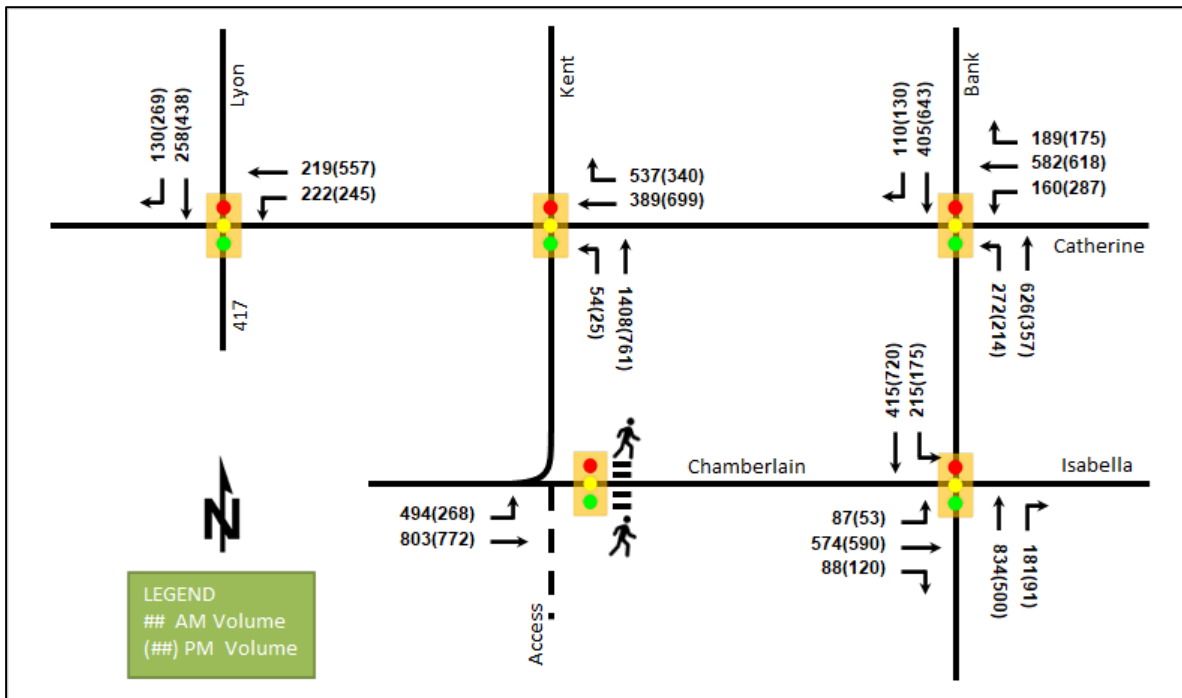 Lyon
Kent
Bank
130(269)
258(438)
219(557)
222(245)
537(340)
389(699)
110(130)
405(643)
189(175)
582(618)
160(287)
Catherine
417
54(25)
1408(761)
272(214)
626(357)
415(720)
215(175)
Chamberlain
Isabella
N
494(268)
803(772)
87(53)
574(590)
88(120)
834(500)
181(91)
Access
LEGEND
## AM Volume
(##) PM Volume